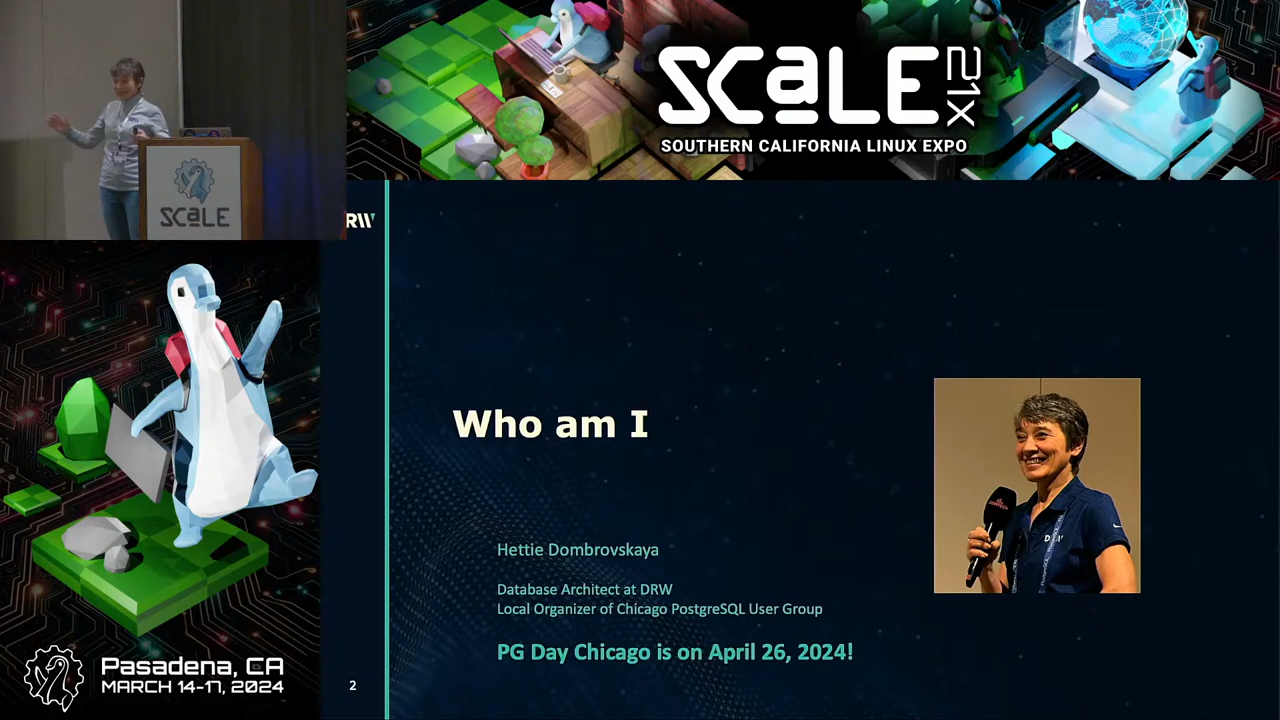 SCaLE 21x
SOUTHERN CALIFORNIA LINUX EXPO
SCaLE
Who am I
Hettie Dombrovskaya
Database Architect at DRW
Local Organizer of Chicago PostgreSQL User Group
PG Day Chicago is on April 26, 2024!
Pasadena, CA
MARCH 14-17, 2024
2